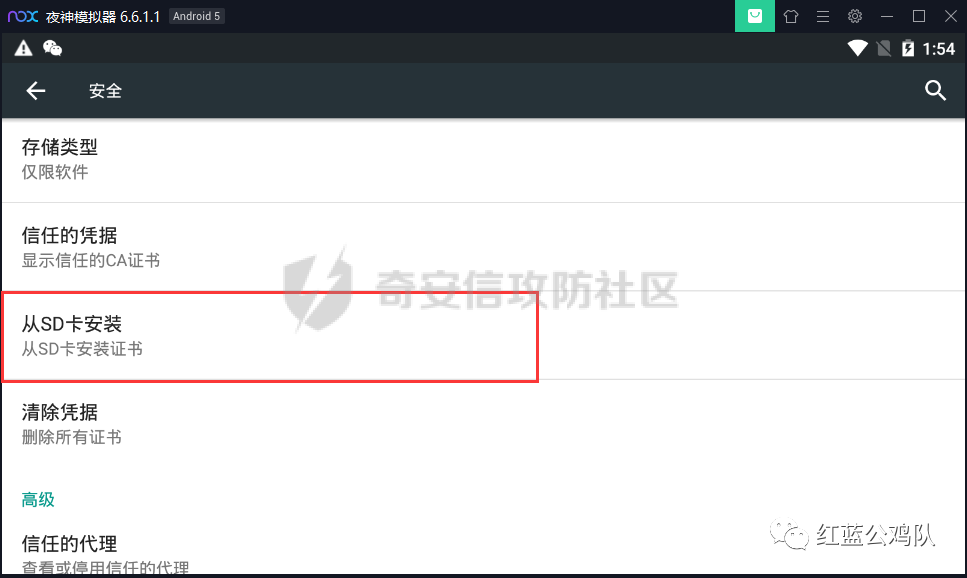 nox 夜神模拟器 6.6.1.1 Android 5
1:54
安全
存储类型
仅限软件
信任的凭据
显示信任的CA证书
奇安信攻防社区
从SD卡安装
从SD卡安装证书
清除凭据
删除所有证书
高级
信任的代理
查看或停用信任的代理
红蓝公鸡队